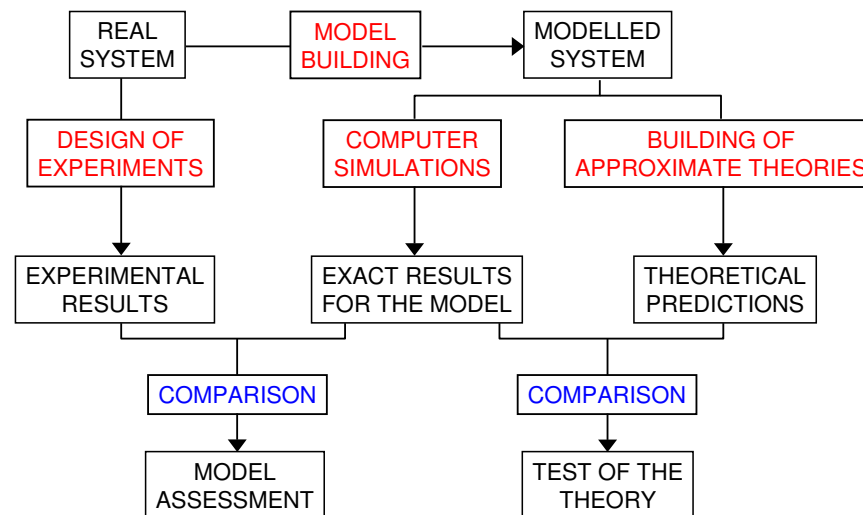 REAL
SYSTEM
MODEL
BUILDING
MODELLED
SYSTEM
DESIGN OF
EXPERIMENTS
COMPUTER
SIMULATIONS
BUILDING OF
APPROXIMATE THEORIES
EXPERIMENTAL
RESULTS
EXACT RESULTS
FOR THE MODEL
THEORETICAL
PREDICTIONS
COMPARISON
COMPARISON
MODEL
ASSESSMENT
TEST OF THE
THEORY